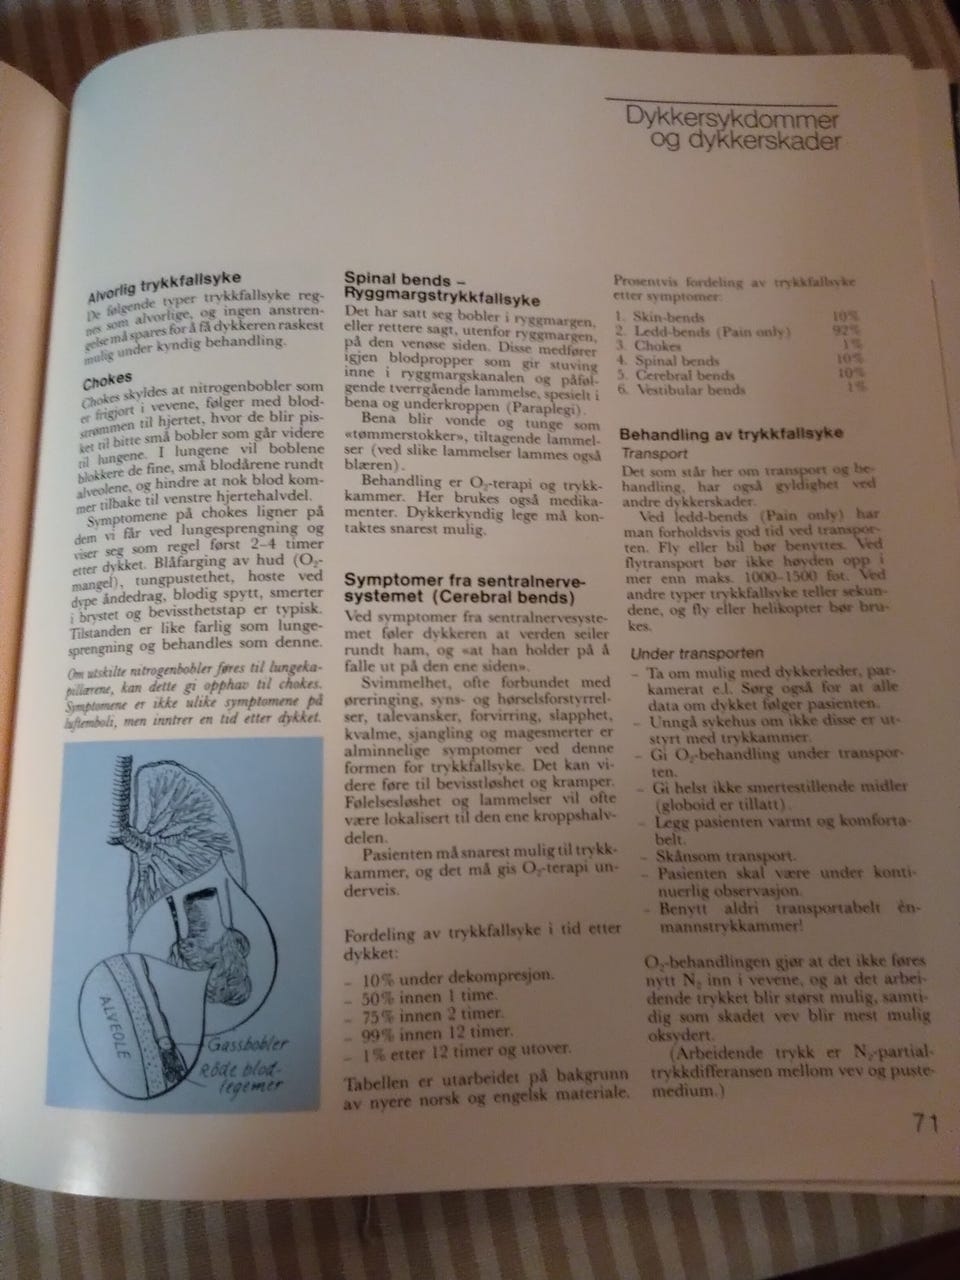 Dykkersykdommer
og dykkerskader
Alvorlig trykkfallsyke
De følgende typer trykkfallsyke reg-
nes som alvorlige, og ingen anstren-
gelse må spares for å få dykkeren raskest
mulig under kyndig behandling.
Chokes
Chokes skyldes at nitrogenbobler som
er frigjort i vevene, følger med blod-
strømmen til hjertet, hvor de blir pis-
ket til bitte små bobler som går videre
til lungene. I lungene vil boblene
blokkere de fine, små blodårene rundt
alveolene, og hindre at nok blod kom-
mer tilbake til venstre hjertehalvdel.
Symptomene på chokes ligner på
dem vi får ved lungesprengning og
viser seg som regel først 2–4 timer
etter dykket. Blåfarging av hud (O₂-
mangel), tungpustethet, hoste ved
dype åndedrag, blodig spytt, smerter
i brystet og bevissthetstap er typisk.
Tilstanden er like farlig som lunge-
sprengning og behandles som denne.
Om utskilte nitrogenbobler føres til lungeka-
pillærene, kan dette gi opphav til chokes.
Symptomene er ikke ulike symptomene på
luftemboli, men inntrer en tid etter dykket.
ALVEOLE
Gassbobler
Röde blod-
legemer
Spinal bends –
Ryggmargstrykkfallsyke
Det har satt seg bobler i ryggmargen,
eller rettere sagt, utenfor ryggmargen,
på den venøse siden. Disse medfører
igjen blodpropper som gir stuving
inne i ryggmargskanalen og påføl-
gende tverrgående lammelse, spesielt i
bena og underkroppen (Paraplegi).
Bena blir vonde og tunge som
«tømmerstokker», tiltagende lammel-
ser (ved slike lammelser lammes også
blæren).
Behandling er O₂-terapi og trykk-
kammer. Her brukes også medika-
menter. Dykkerkyndig lege må kon-
taktes snarest mulig.
Symptomer fra sentralnerve-
systemet (Cerebral bends)
Ved symptomer fra sentralnervesyste-
met føler dykkeren at verden seiler
rundt ham, og «at han holder på å
falle ut på den ene siden».
Svimmelhet, ofte forbundet med
øreringing, syns- og hørselsforstyrrel-
ser, talevansker, forvirring, slapphet,
kvalme, sjangling og magesmerter er
alminnelige symptomer ved denne
formen for trykkfallsyke. Det kan vi-
dere føre til bevisstløshet og kramper.
Følelsesløshet og lammelser vil ofte
være lokalisert til den ene kroppshalv-
delen.
Pasienten må snarest mulig til trykk-
kammer, og det må gis O₂-terapi un-
derveis.
Fordeling av trykkfallsyke i tid etter
dykket:
– 10% under dekompresjon.
– 50% innen 1 time.
– 75% innen 2 timer.
– 99% innen 12 timer.
– 1% etter 12 timer og utover.
Tabellen er utarbeidet på bakgrunn
av nyere norsk og engelsk materiale.
Prosentvis fordeling av trykkfallsyke
etter symptomer:
1. Skin-bends 10%
2. Ledd-bends (Pain only) 92%
3. Chokes 1%
4. Spinal bends 10%
5. Cerebral bends 10%
6. Vestibular bends 1%
Behandling av trykkfallsyke
Transport
Det som står her om transport og be-
handling, har også gyldighet ved
andre dykkerskader.
Ved ledd-bends (Pain only) har
man forholdsvis god tid ved transpor-
ten. Fly eller bil bør benyttes. Ved
flytransport bør ikke høyden opp i
mer enn maks. 1000–1500 fot. Ved
andre typer trykkfallsyke teller sekun-
dene, og fly eller helikopter bør bru-
kes.
Under transporten
– Ta om mulig med dykkerleder, par-
kamerat e.l. Sørg også for at alle
data om dykket følger pasienten.
– Unngå sykehus om ikke disse er ut-
styrt med trykkammer.
– Gi O₂-behandling under transpor-
ten.
– Gi helst ikke smertestillende midler
(globoid er tillatt).
– Legg pasienten varmt og komforta-
belt.
– Skånsom transport.
– Pasienten skal være under konti-
nuerlig observasjon.
– Benytt aldri transportabelt én-
mannstrykkammer!
O₂-behandlingen gjør at det ikke føres
nytt N₂ inn i vevene, og at det arbei-
dende trykket blir størst mulig, samti-
dig som skadet vev blir mest mulig
oksydert.
(Arbeidende trykk er N₂-partial-
trykkdifferansen mellom vev og puste-
medium.)
71